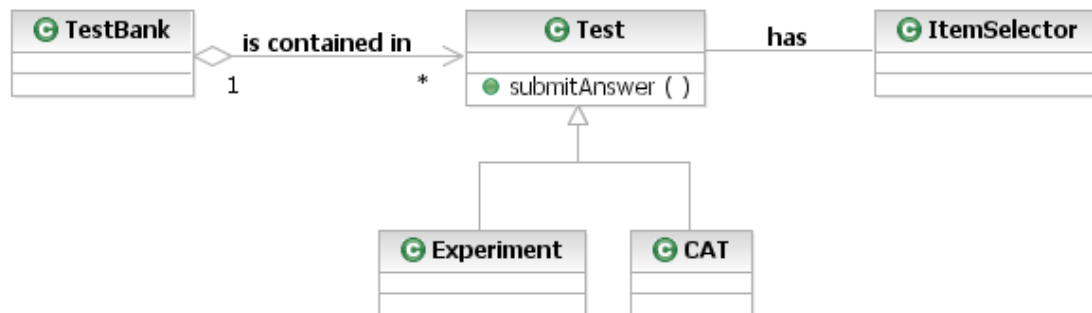 C TestBank
is contained in
1
*
C Test
submitAnswer ( )
has
C ItemSelector
C Experiment
C CAT